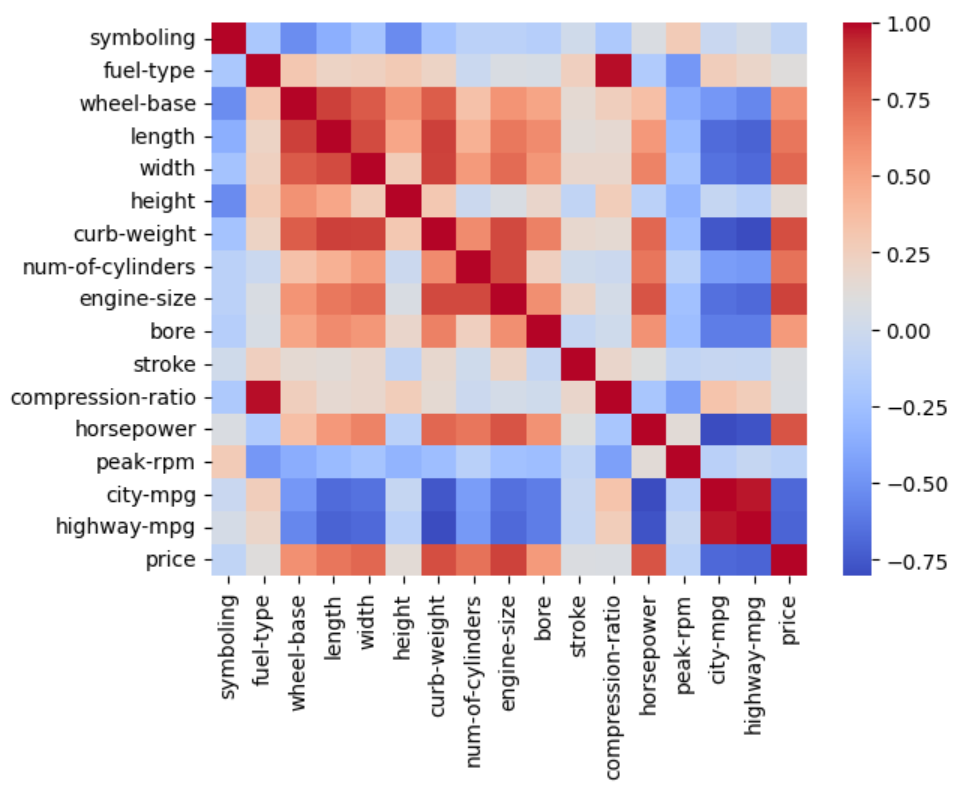 symboling
fuel-type
wheel-base
length
width
height
curb-weight
num-of-cylinders
engine-size
bore
stroke
compression-ratio
horsepower
peak-rpm
city-mpg
highway-mpg
price
symboling
fuel-type
wheel-base
length
width
height
curb-weight
num-of-cylinders
engine-size
bore
stroke
compression-ratio
horsepower
peak-rpm
city-mpg
highway-mpg
price
1.00
0.75
0.50
0.25
0.00
−0.25
−0.50
−0.75